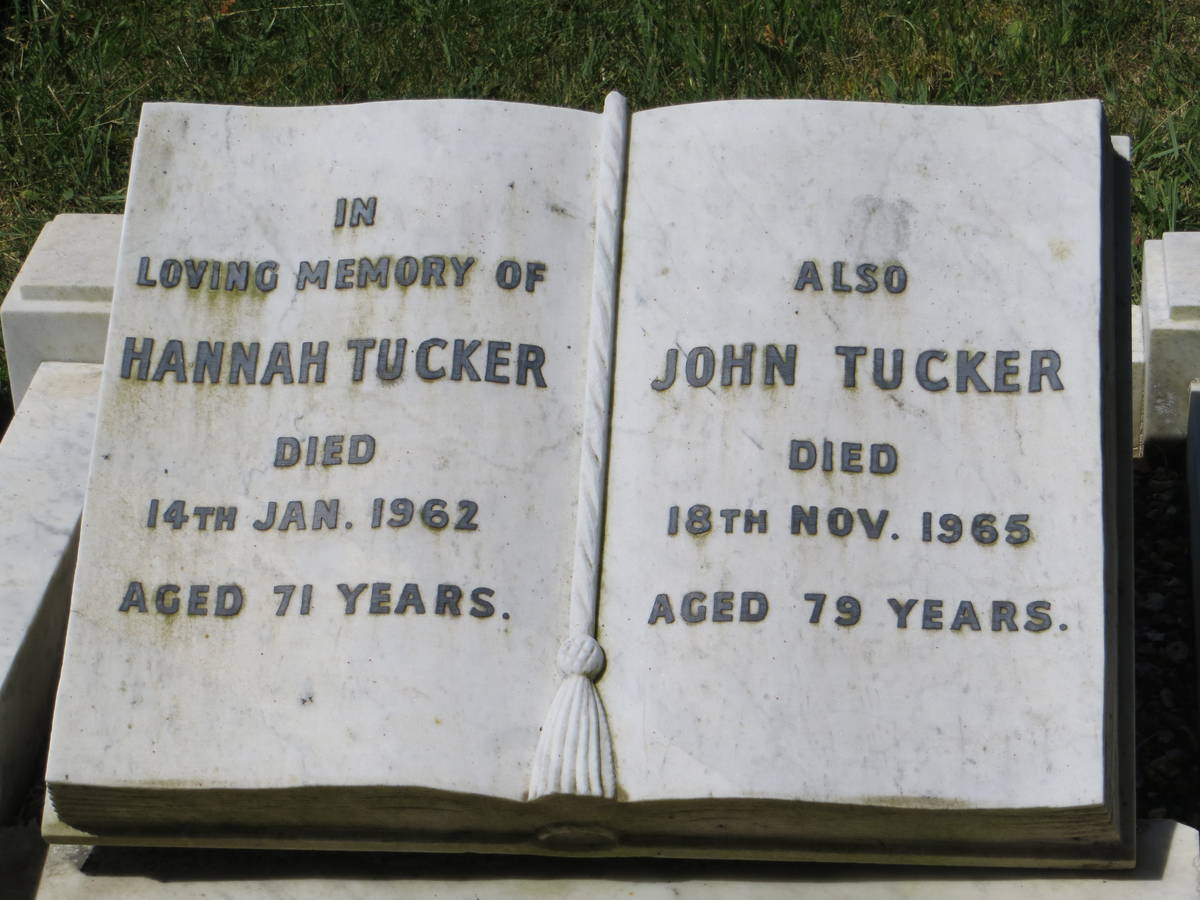 IN
LOVING MEMORY OF
HANNAH TUCKER
DIED
14TH JAN. 1962
AGED 71 YEARS.
ALSO
JOHN TUCKER
DIED
18TH NOV. 1965
AGED 79 YEARS.